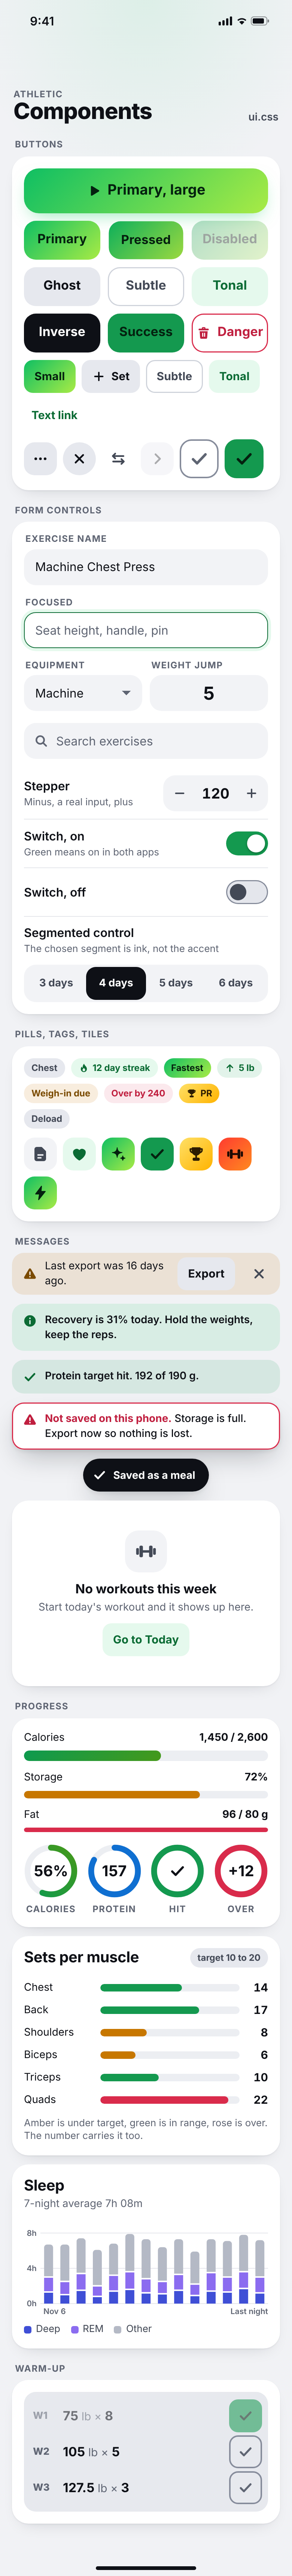 9:41
ATHLETIC
Components
ui.css
BUTTONS
Primary, large
Primary Pressed Disabled
Ghost Subtle Tonal
Inverse Success Danger
Small Set Subtle Tonal
Text link
FORM CONTROLS
EXERCISE NAME
Machine Chest Press
FOCUSED
Seat height, handle, pin
EQUIPMENT WEIGHT JUMP
Machine 5
Search exercises
Stepper
Minus, a real input, plus
− 120 +
Switch, on
Green means on in both apps
Switch, off
Segmented control
The chosen segment is ink, not the accent
3 days 4 days 5 days 6 days
PILLS, TAGS, TILES
Chest 12 day streak Fastest 5 lb
Weigh-in due Over by 240 PR
Deload
MESSAGES
Last export was 16 days
ago.
Export
Recovery is 31% today. Hold the weights,
keep the reps.
Protein target hit. 192 of 190 g.
Not saved on this phone. Storage is full.
Export now so nothing is lost.
Saved as a meal
No workouts this week
Start today's workout and it shows up here.
Go to Today
PROGRESS
Calories 1,450 / 2,600
Storage 72%
Fat 96 / 80 g
56% 157 +12
CALORIES PROTEIN HIT OVER
Sets per muscle target 10 to 20
Chest 14
Back 17
Shoulders 8
Biceps 6
Triceps 10
Quads 22
Amber is under target, green is in range, rose is over.
The number carries it too.
Sleep
7-night average 7h 08m
8h
4h
0h
Nov 6 Last night
Deep REM Other
WARM-UP
W1 75 lb × 8
W2 105 lb × 5
W3 127.5 lb × 3